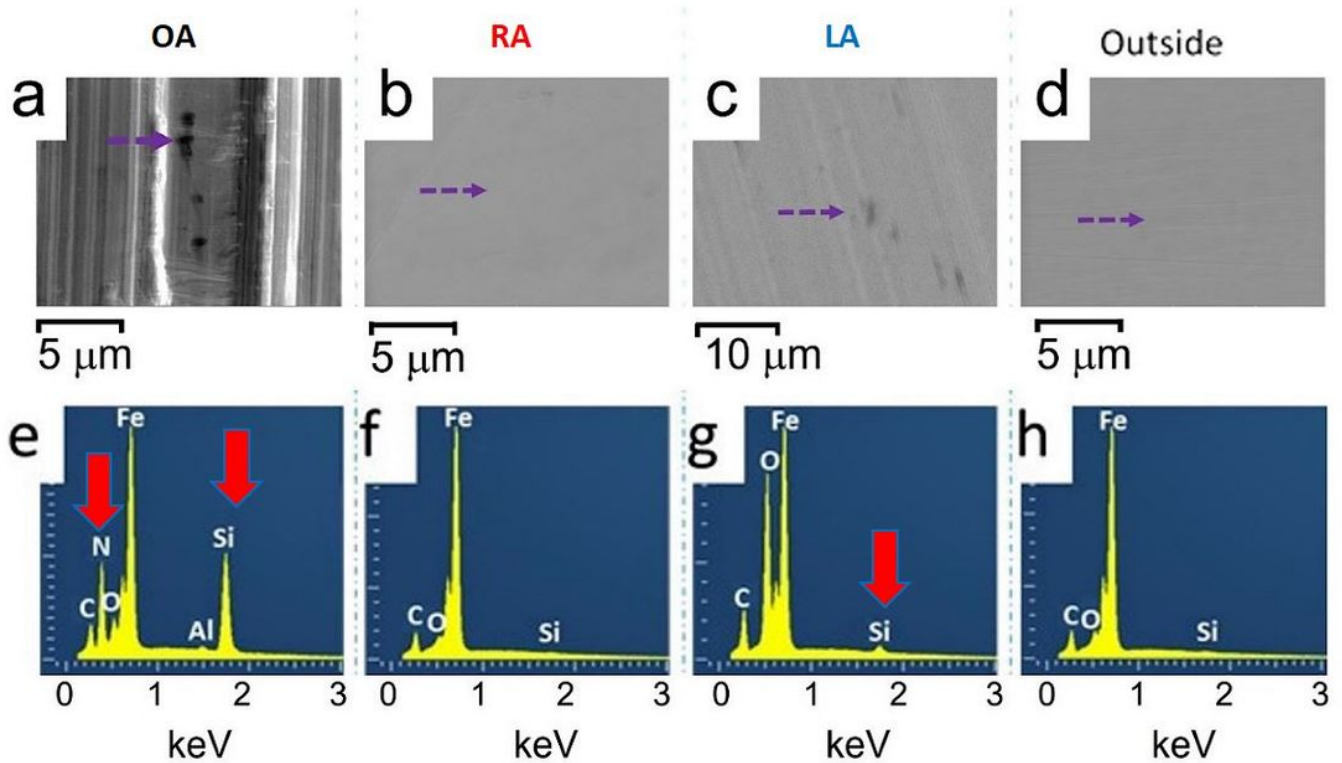 OA RA LA Outside
a b c d
5 μm 5 μm 10 μm 5 μm
e Fe N Si C O Al
f Fe C O Si
g Fe O C Si
h Fe C O Si
0 1 2 3 0 1 2 3 0 1 2 3 0 1 2 3
keV keV keV keV